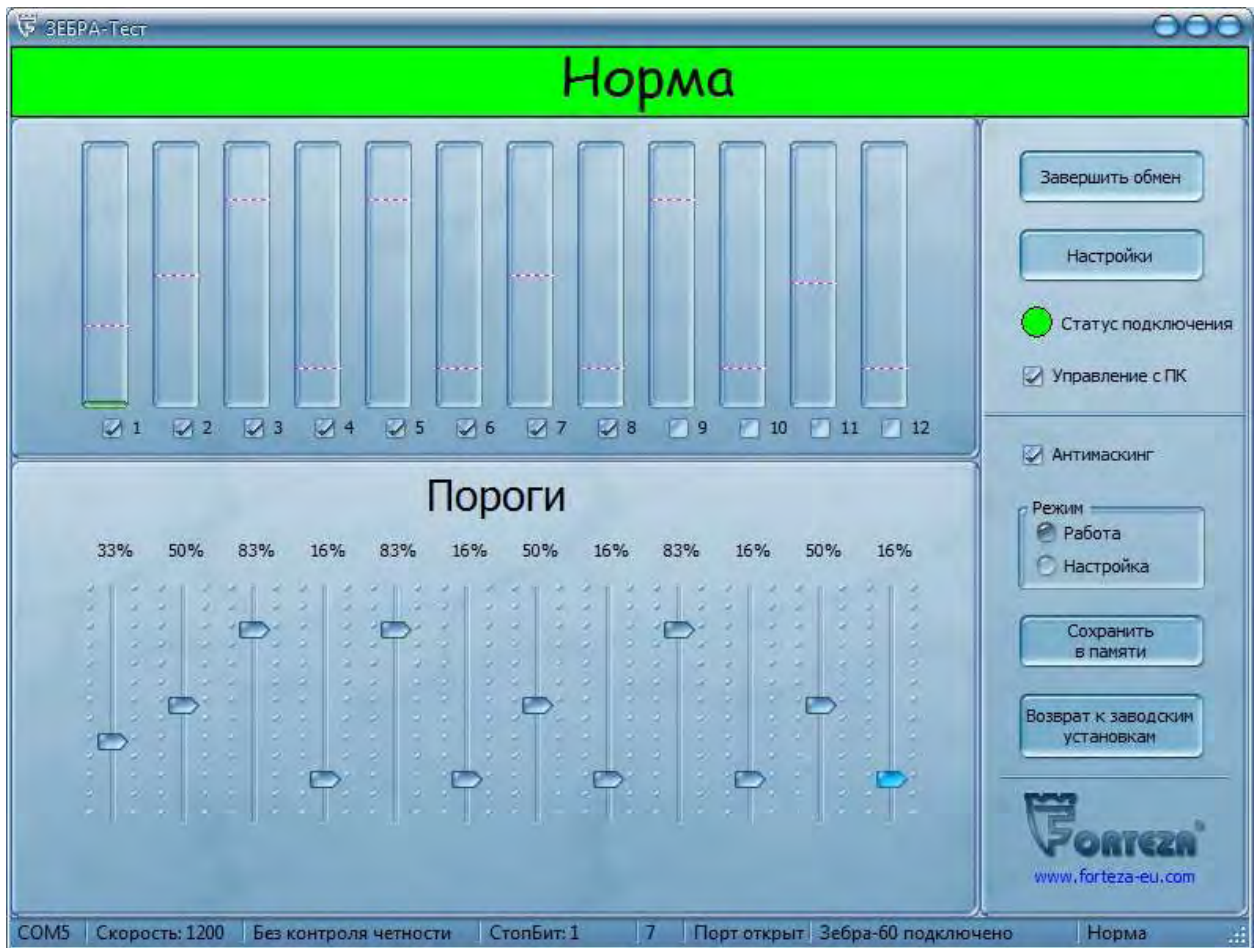 ЗЕБРА-Тест
Норма
1 2 3 4 5 6 7 8 9 10 11 12
Пороги
33% 50% 83% 16% 83% 16% 50% 16% 83% 16% 50% 16%
Завершить обмен
Настройки
Статус подключения
Управление с ПК
Антимаскинг
Режим
Работа
Настройка
Сохранить
в памяти
Возврат к заводским
установкам
FORTEZA®
www.forteza-eu.com
COM5 Скорость: 1200 Без контроля четности СтопБит: 1 7 Порт открыт Зебра-60 подключено Норма